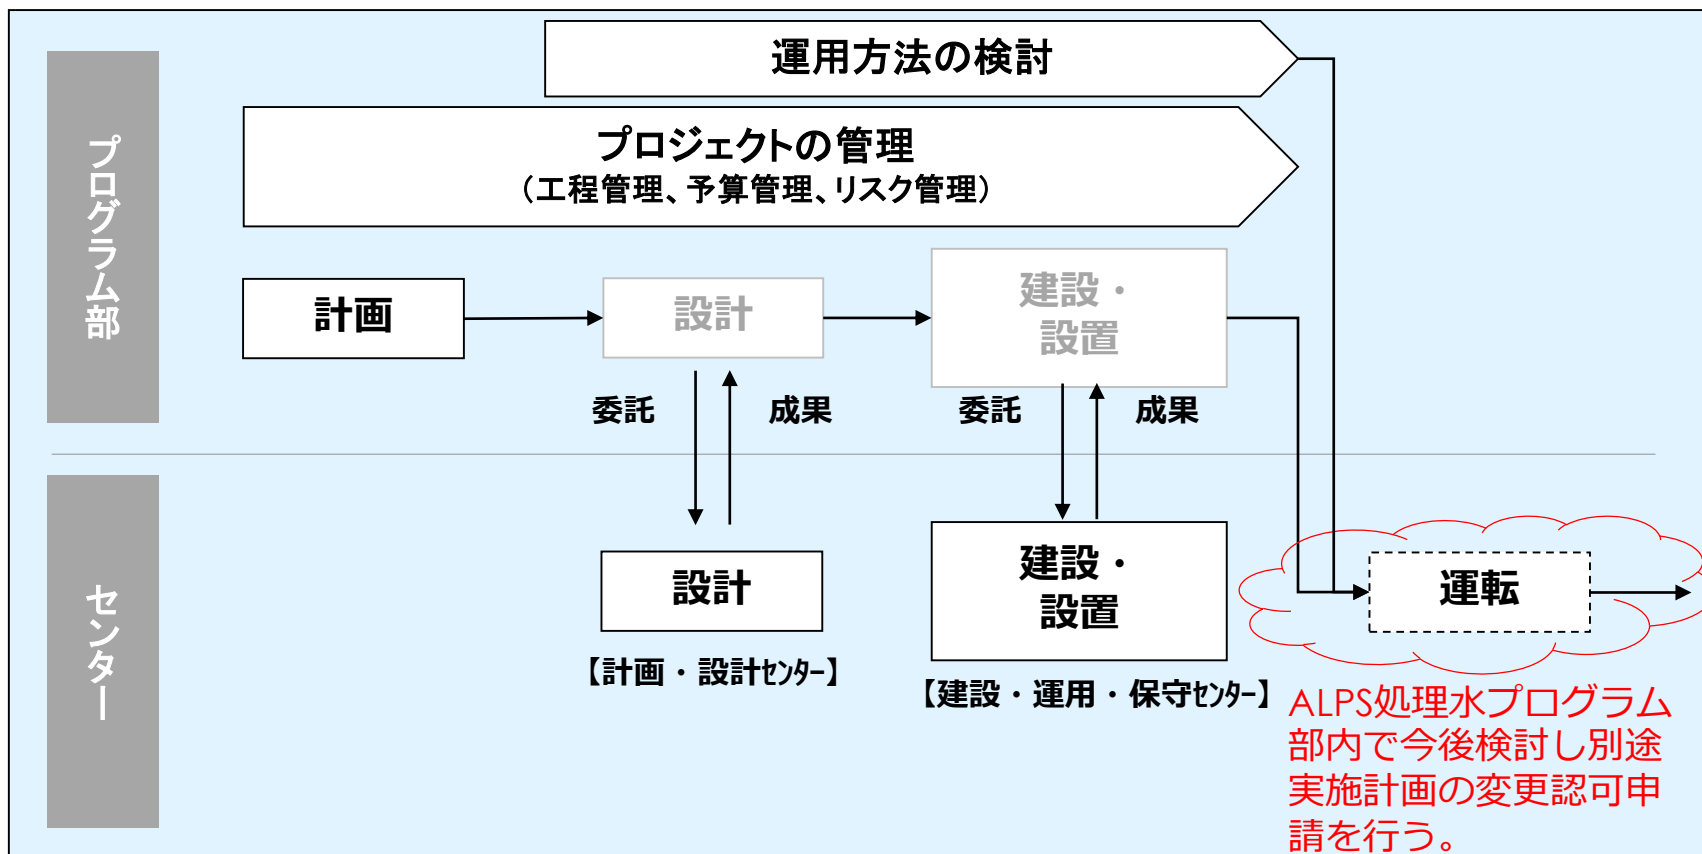 運用方法の検討
プロジェクトの管理
（工程管理、予算管理、リスク管理）
プログラム部
計画
設計
建設・
設置
委託
成果
委託
成果
センター
設計
【計画・設計ｾﾝﾀｰ】
建設・
設置
【建設・運用・保守ｾﾝﾀｰ】
運転
ALPS処理水プログラム
部内で今後検討し別途
実施計画の変更認可申
請を行う。